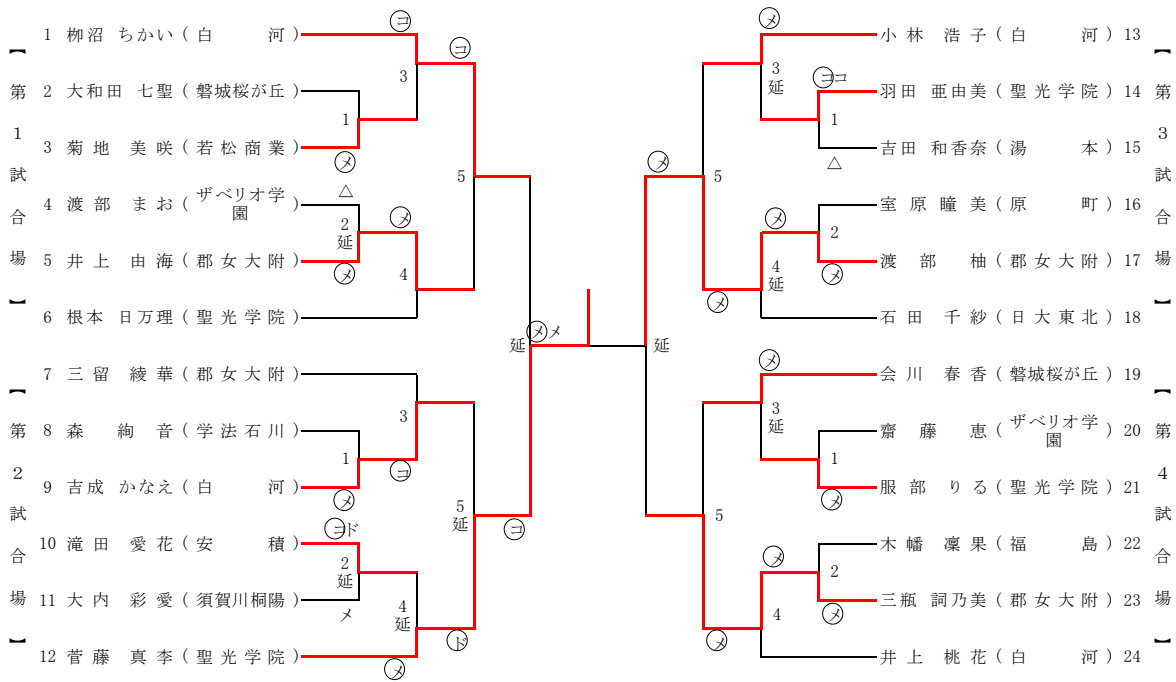 【第1試合場】
1 栁沼 ちかい (白 河)
コ
コ
3
2 大和田 七聖 (磐城桜が丘)
1
3 菊地 美咲 (若松商業)
メ
5
△
4 渡部 まお (ザベリオ学園)
2
延
メ
5 井上 由海 (郡女大附)
メ
4
6 根本 日万理 (聖光学院)
メメ
延
【第2試合場】
7 三留 綾華 (郡女大附)
3
8 森 絢音 (学法石川)
1
コ
9 吉成 かなえ (白 河)
メ
5
延
コ
コド
10 滝田 愛花 (安 積)
2
延
11 大内 彩愛 (須賀川桐陽)
メ
4
延
ド
12 菅藤 真李 (聖光学院)
メ
【第3試合場】
メ
小林 浩子 (白 河) 13
3
延
ココ
羽田 亜由美 (聖光学院) 14
1
吉田 和香奈 (湯 本) 15
△
メ
5
室原瞳美 (原 町) 16
メ
2
渡部 柚 (郡女大附) 17
メ
4
延
メ
石田 千紗 (日大東北) 18
延
【第4試合場】
メ
会川 春香 (磐城桜が丘) 19
3
延
齋藤 恵 (ザベリオ学園) 20
1
服部 りる (聖光学院) 21
メ
5
木幡 凜果 (福 島) 22
メ
2
三瓶 詞乃美 (郡女大附) 23
メ
4
メ
井上 桃花 (白 河) 24